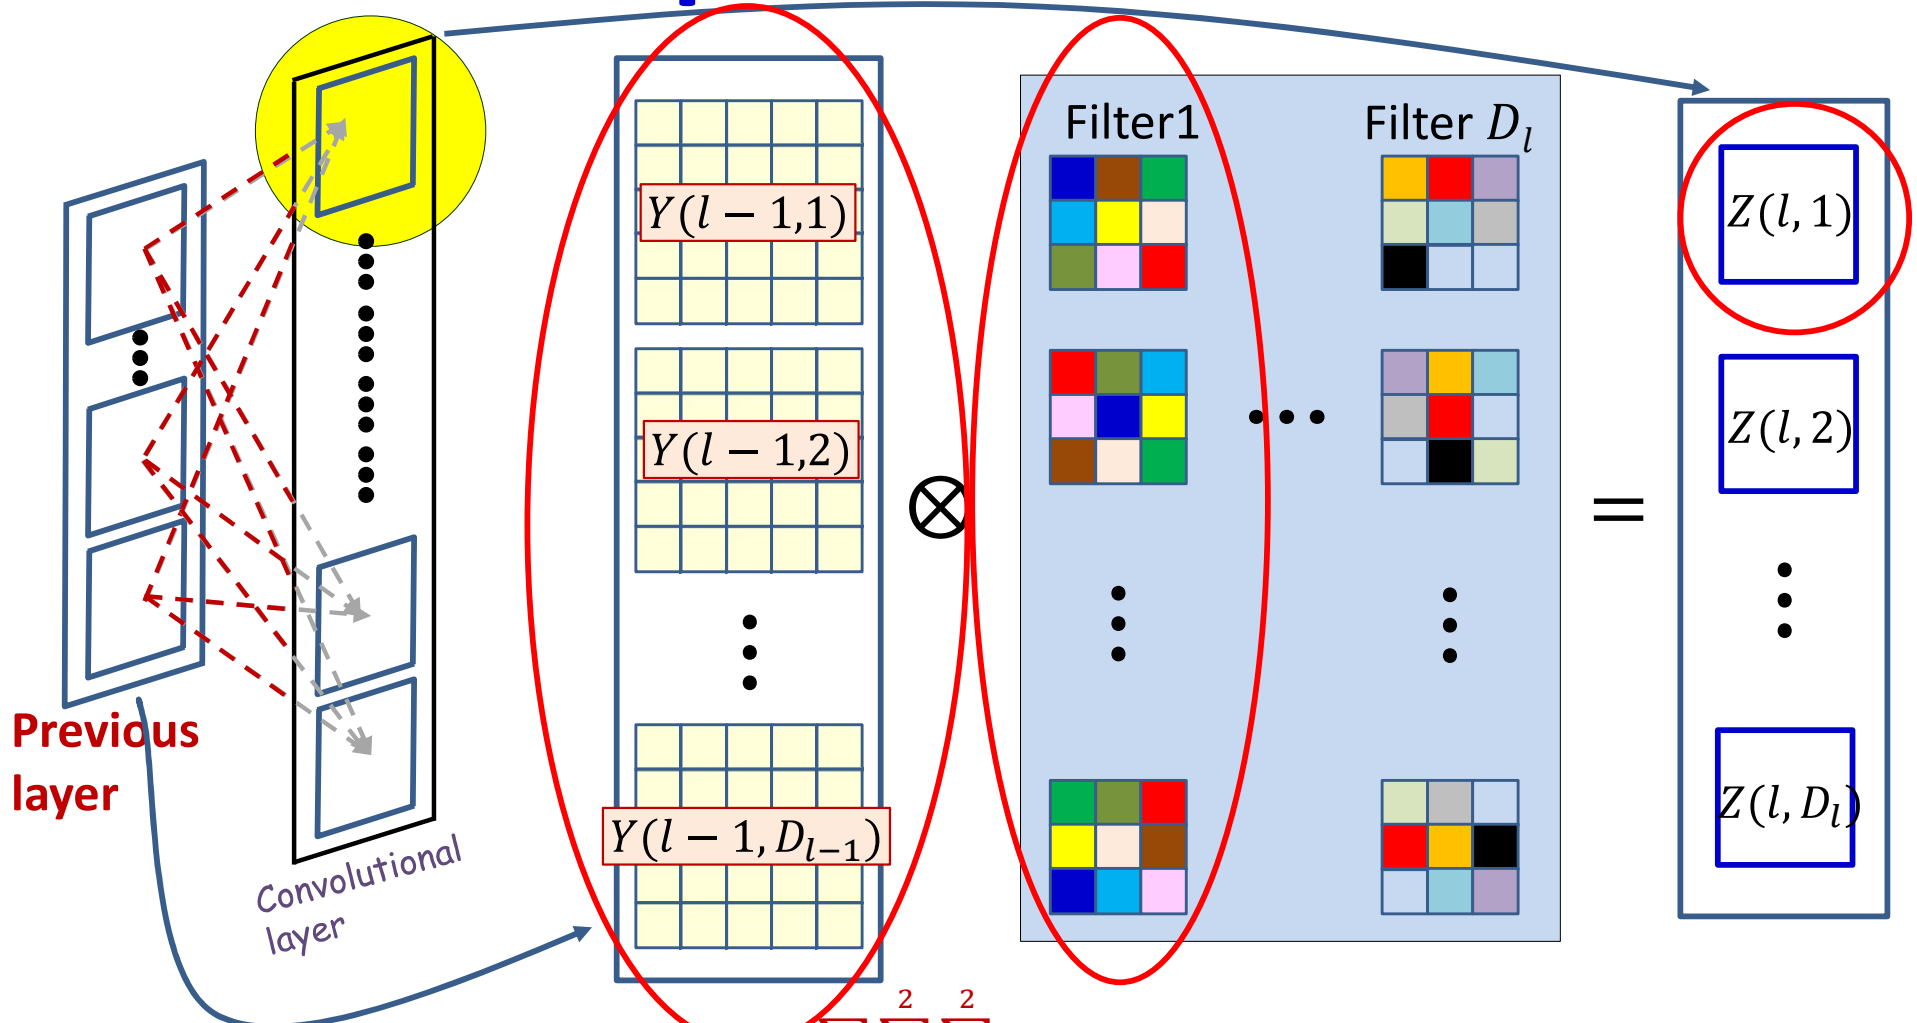 Previous
layer
Convolutional
layer
Y(l − 1,1)
Y(l − 1,2)
Y(l − 1, D_{l−1})
⊗
Filter1
Filter D_l
=
Z(l, 1)
Z(l, 2)
Z(l, D_l)
2 2